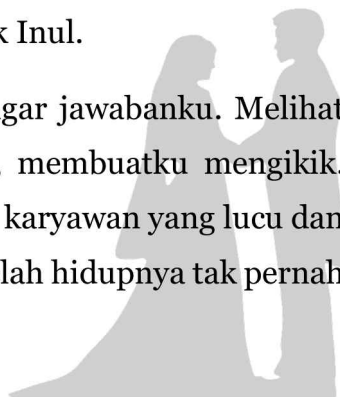 k Inul.
gar jawabanku. Melihat
membuatku mengikik.
karyawan yang lucu dan
lah hidupnya tak pernah